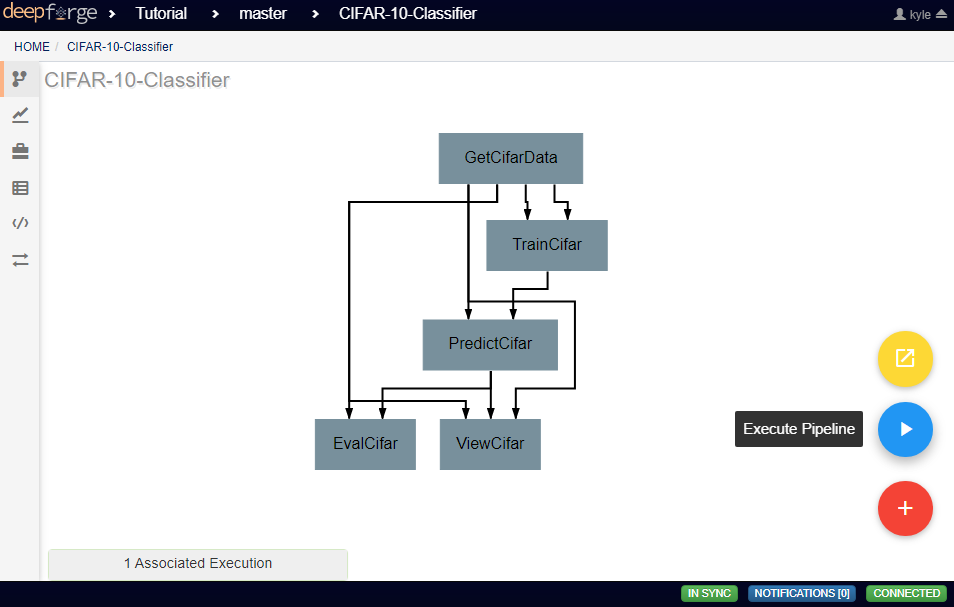 deepforge › Tutorial › master › CIFAR-10-Classifier kyle
HOME / CIFAR-10-Classifier
CIFAR-10-Classifier
GetCifarData
TrainCifar
PredictCifar
Execute Pipeline
EvalCifar ViewCifar
1 Associated Execution
IN SYNC NOTIFICATIONS [0] CONNECTED